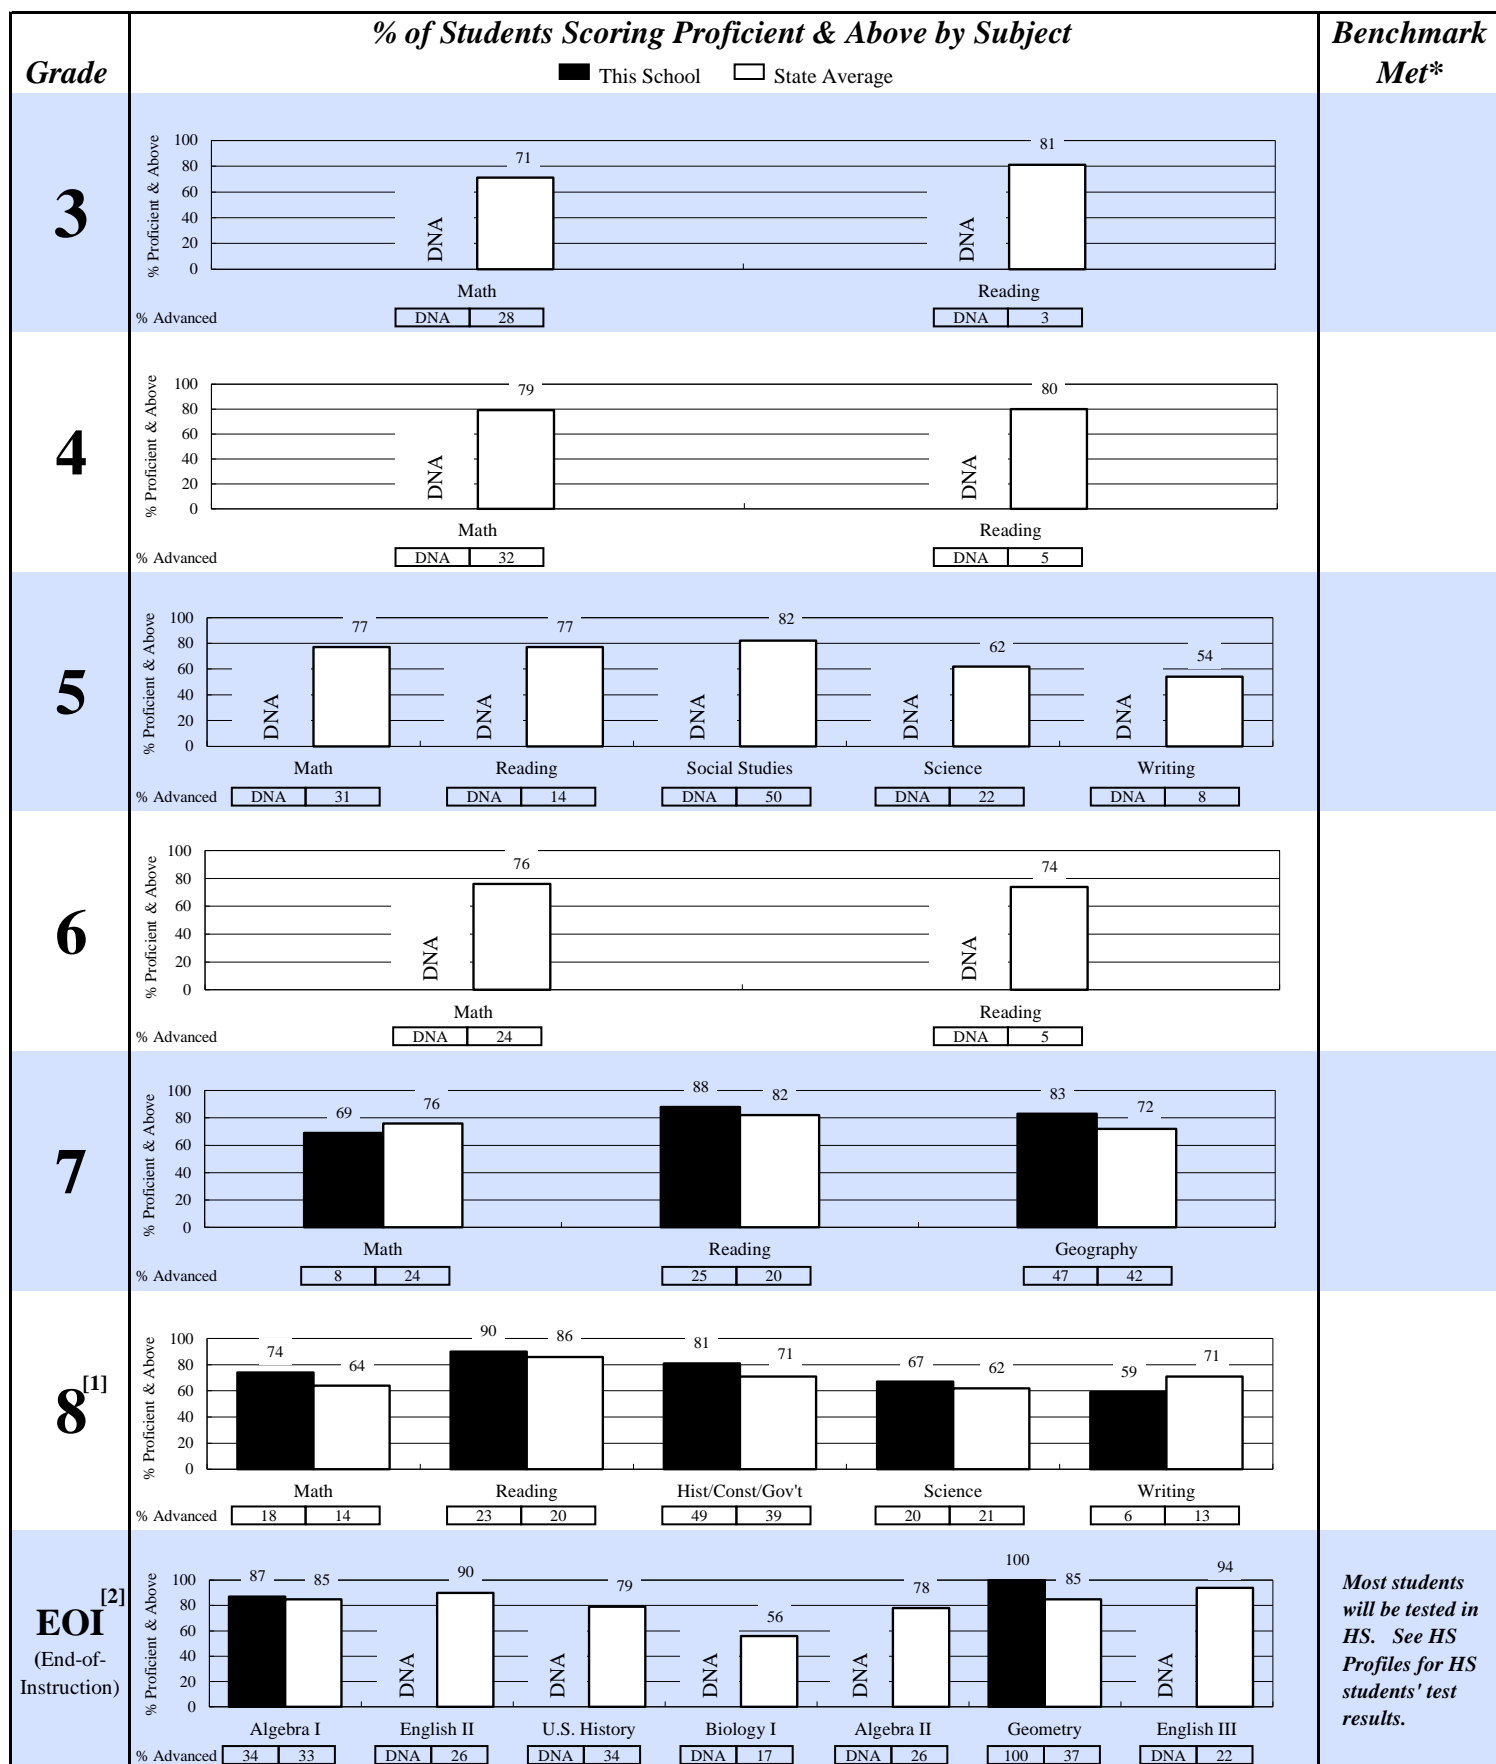 % of Students Scoring Proficient & Above by Subject
Benchmark
Met*
Grade
This School
State Average
3
% Proficient & Above
100
80
60
40
20
0
DNA
71
DNA
81
Math
Reading
% Advanced
DNA 28
DNA 3
4
% Proficient & Above
100
80
60
40
20
0
DNA
79
DNA
80
Math
Reading
% Advanced
DNA 32
DNA 5
5
% Proficient & Above
100
80
60
40
20
0
DNA
77
DNA
77
DNA
82
DNA
62
DNA
54
Math
Reading
Social Studies
Science
Writing
% Advanced
DNA 31
DNA 14
DNA 50
DNA 22
DNA 8
6
% Proficient & Above
100
80
60
40
20
0
DNA
76
DNA
74
Math
Reading
% Advanced
DNA 24
DNA 5
7
% Proficient & Above
100
80
60
40
20
0
69
76
88
82
83
72
Math
Reading
Geography
% Advanced
8 24
25 20
47 42
8[1]
% Proficient & Above
100
80
60
40
20
0
74
64
90
86
81
71
67
62
59
71
Math
Reading
Hist/Const/Gov't
Science
Writing
% Advanced
18 14
23 20
49 39
20 21
6 13
EOI[2]
(End-of-
Instruction)
% Proficient & Above
100
80
60
40
20
0
87
85
DNA
90
DNA
79
DNA
56
DNA
78
100
85
DNA
94
Algebra I
English II
U.S. History
Biology I
Algebra II
Geometry
English III
% Advanced
34 33
DNA 26
DNA 34
DNA 17
DNA 26
100 37
DNA 22
Most students
will be tested in
HS. See HS
Profiles for HS
students' test
results.